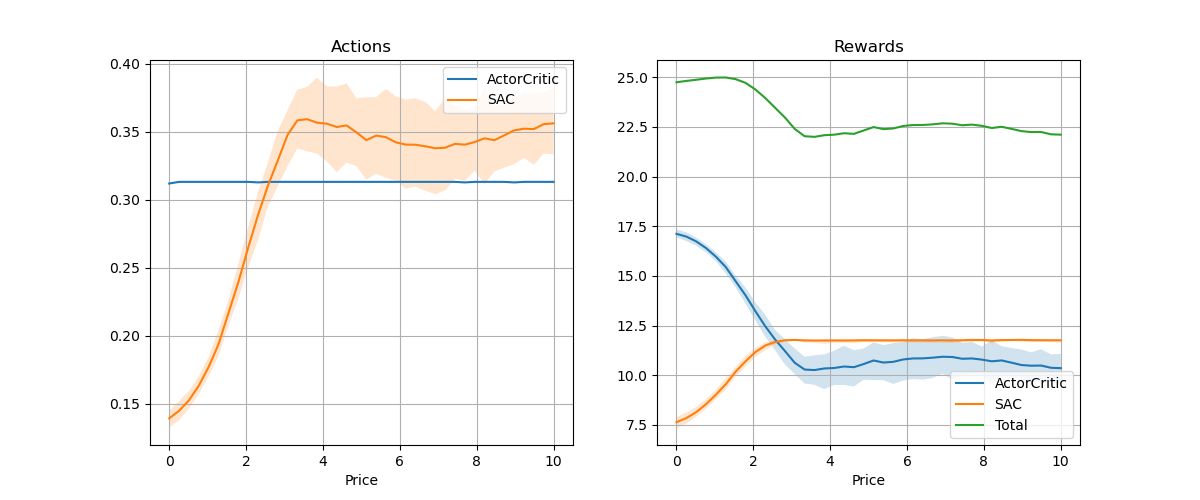 Actions
0.40
0.35
0.30
0.25
0.20
0.15
0 2 4 6 8 10
Price
ActorCritic
SAC
Rewards
25.0
22.5
20.0
17.5
15.0
12.5
10.0
7.5
0 2 4 6 8 10
Price
ActorCritic
SAC
Total